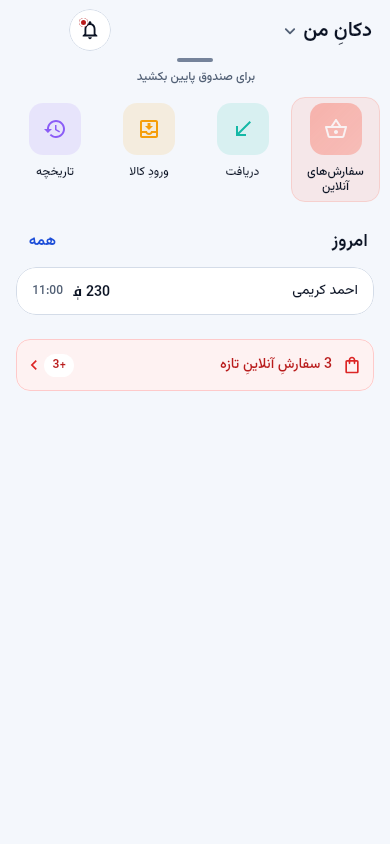 دکانِ من
برای صندوق پایین بکشید
سفارش‌های آنلاین
دریافت
ورودِ کالا
تاریخچه
امروز
همه
احمد کریمی
230 ؋
11:00
3 سفارشِ آنلاینِ تازه
+3